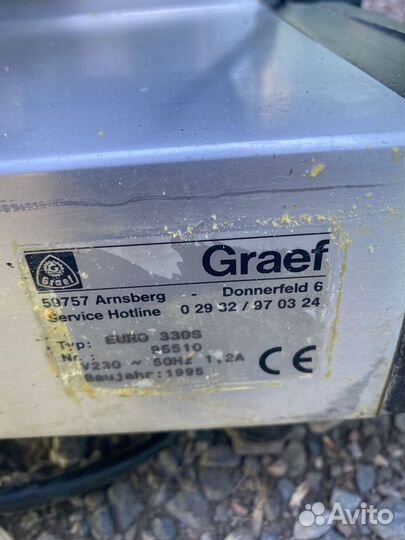 Graef
Graef
59757 Arnsberg - Donnerfeld 6
Service Hotline 0 29 32 / 97 03 24
Typ: EURO 330S
Nr.: 85510
V230 ~ 50Hz 1,2A
Baujahr:1995
CE
Avito